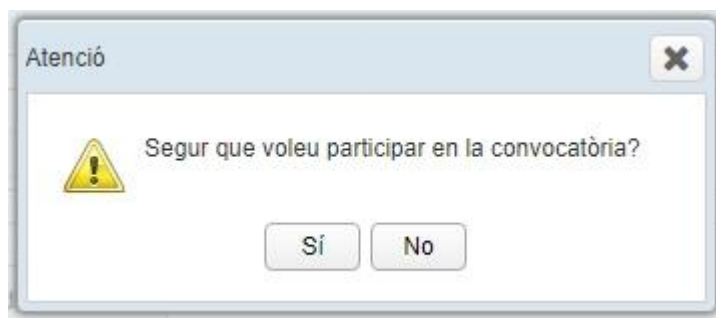 Atenció
Segur que voleu participar en la convocatòria?
Sí
No